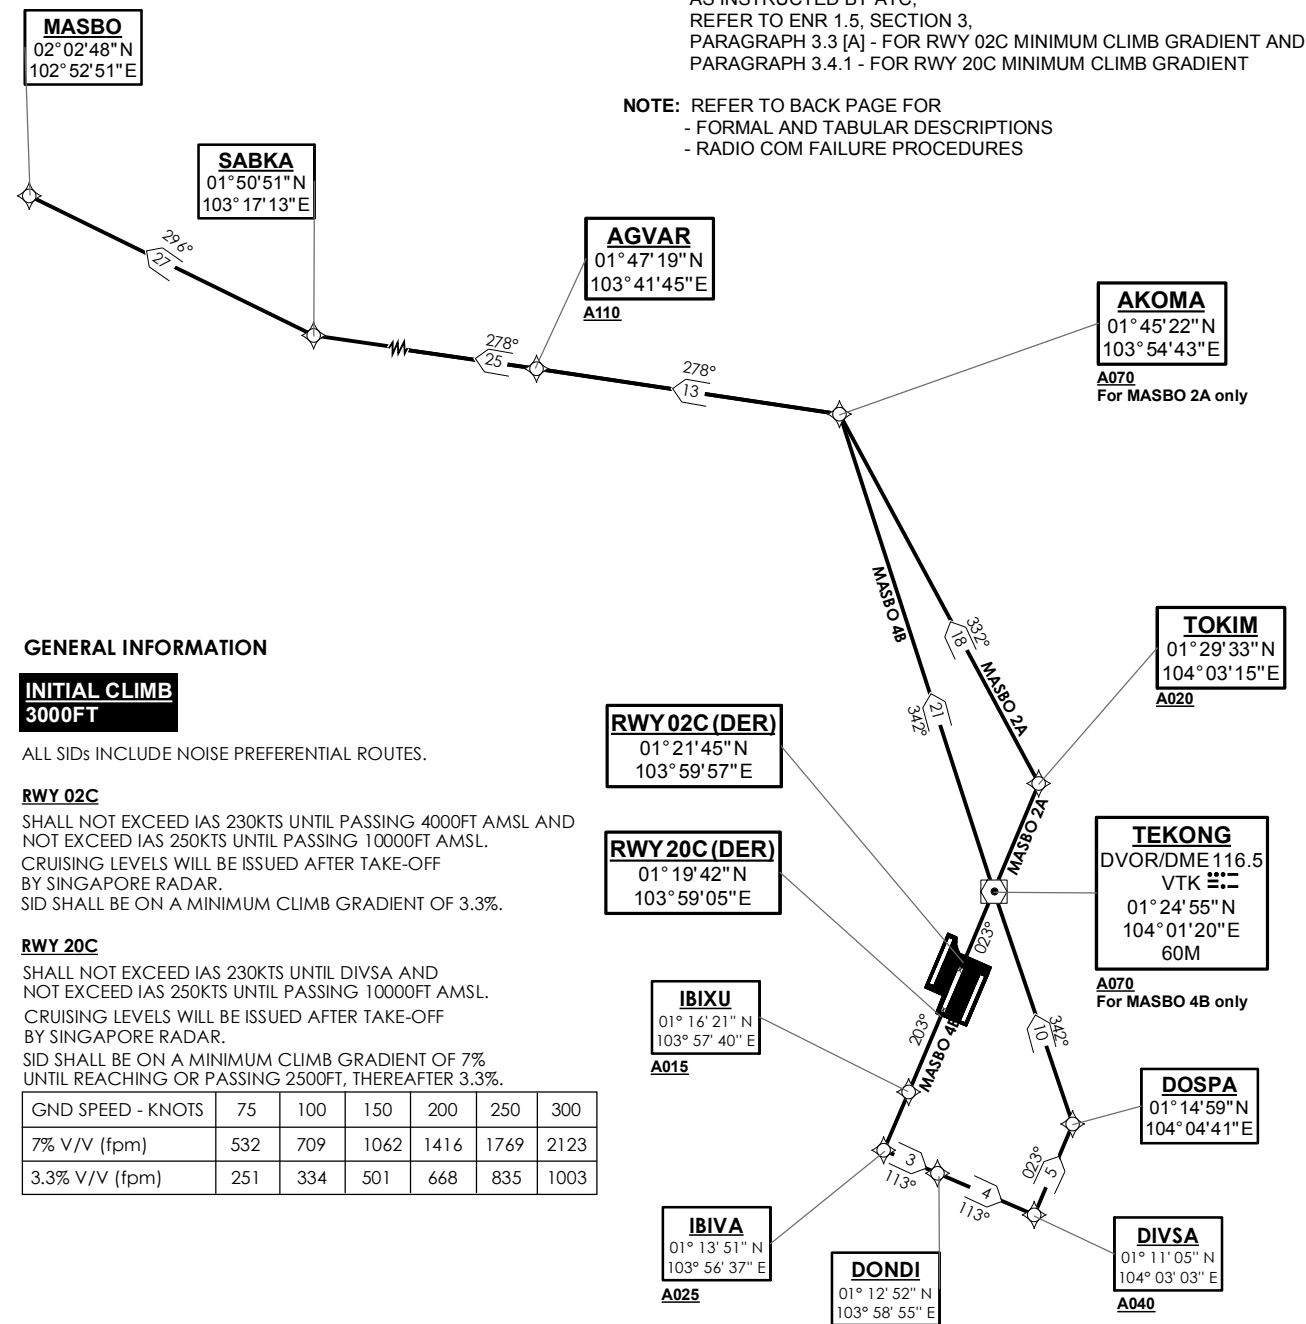 AS INSTRUCTED BY ATC,
REFER TO ENR 1.5, SECTION 3,
PARAGRAPH 3.3 [A] - FOR RWY 02C MINIMUM CLIMB GRADIENT AND
PARAGRAPH 3.4.1 - FOR RWY 20C MINIMUM CLIMB GRADIENT
NOTE: REFER TO BACK PAGE FOR
- FORMAL AND TABULAR DESCRIPTIONS
- RADIO COM FAILURE PROCEDURES
MASBO
02°02'48"N
102°52'51"E
SABKA
01°50'51"N
103°17'13"E
AGVAR
01°47'19"N
103°41'45"E
A110
AKOMA
01°45'22"N
103°54'43"E
A070
For MASBO 2A only
296°
27
278°
25
278°
13
MASBO 4B
342°
21
332°
18
MASBO 2A
MASBO 2A
TOKIM
01°29'33"N
104°03'15"E
A020
GENERAL INFORMATION
INITIAL CLIMB
3000FT
ALL SIDs INCLUDE NOISE PREFERENTIAL ROUTES.
RWY 02C
SHALL NOT EXCEED IAS 230KTS UNTIL PASSING 4000FT AMSL AND
NOT EXCEED IAS 250KTS UNTIL PASSING 10000FT AMSL.
CRUISING LEVELS WILL BE ISSUED AFTER TAKE-OFF
BY SINGAPORE RADAR.
SID SHALL BE ON A MINIMUM CLIMB GRADIENT OF 3.3%.
RWY 20C
SHALL NOT EXCEED IAS 230KTS UNTIL DIVSA AND
NOT EXCEED IAS 250KTS UNTIL PASSING 10000FT AMSL.
CRUISING LEVELS WILL BE ISSUED AFTER TAKE-OFF
BY SINGAPORE RADAR.
SID SHALL BE ON A MINIMUM CLIMB GRADIENT OF 7%
UNTIL REACHING OR PASSING 2500FT, THEREAFTER 3.3%.
GND SPEED - KNOTS 75 100 150 200 250 300
7% V/V (fpm) 532 709 1062 1416 1769 2123
3.3% V/V (fpm) 251 334 501 668 835 1003
RWY 02C (DER)
01°21'45"N
103°59'57"E
RWY 20C (DER)
01°19'42"N
103°59'05"E
TEKONG
DVOR/DME 116.5
VTK
01°24'55"N
104°01'20"E
60M
A070
For MASBO 4B only
023°
203°
MASBO 4B
342°
10
IBIXU
01° 16' 21" N
103° 57' 40" E
A015
DOSPA
01°14'59"N
104°04'41"E
3
113°
4
113°
023°
5
IBIVA
01° 13' 51" N
103° 56' 37" E
A025
DONDI
01° 12' 52" N
103° 58' 55" E
DIVSA
01° 11' 05" N
104° 03' 03" E
A040